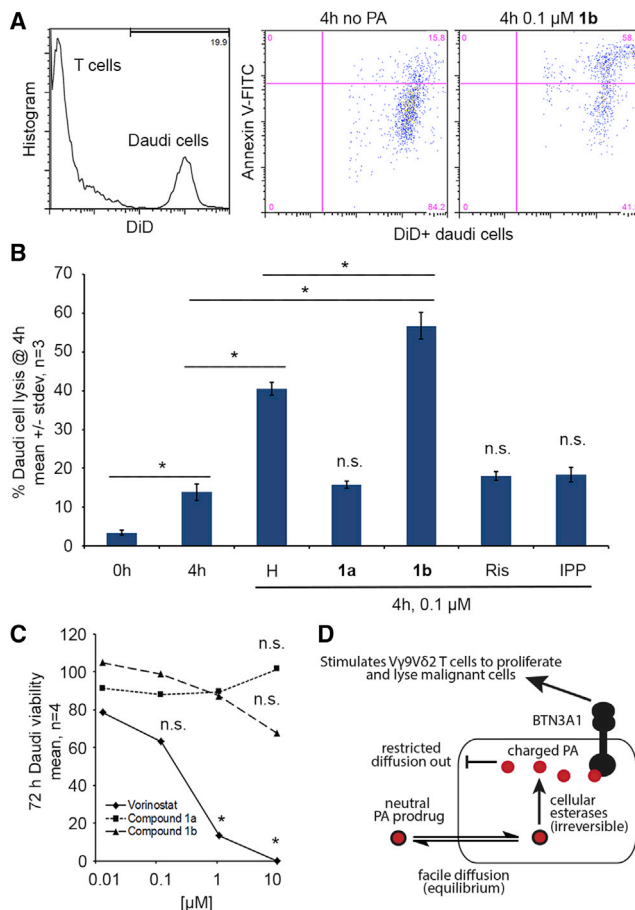 A
Histogram
T cells
Daudi cells
19.9
DiD
4h no PA
4h 0.1 µM 1b
Annexin V-FITC
0
15.8
0
84.2
0
58.
0
41.
DiD+ daudi cells
B
% Daudi cell lysis @ 4h
mean +/- stdev, n=3
70
60
50
40
30
20
10
0
*
*
*
*
n.s.
n.s.
n.s.
0h
4h
H
1a
1b
Ris
IPP
4h, 0.1 µM
C
72 h Daudi viability
mean, n=4
120
100
80
60
40
20
0
n.s.
n.s.
n.s.
*
*
Vorinostat
Compound 1a
Compound 1b
0.01
0.1
1
10
[µM]
D
Stimulates Vγ9Vδ2 T cells to proliferate
and lyse malignant cells
BTN3A1
restricted
diffusion out
charged PA
neutral
PA prodrug
cellular
esterases
(irreversible)
facile diffusion
(equilibrium)